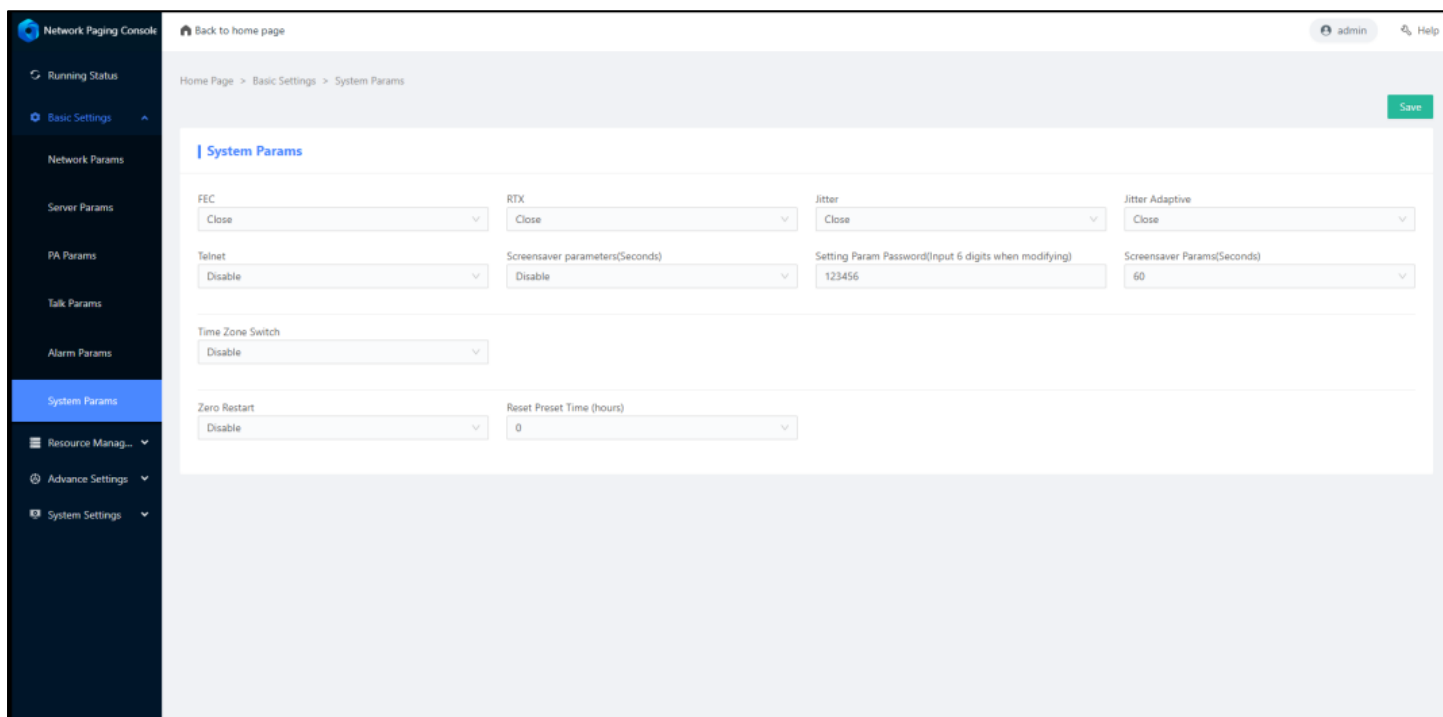 Network Paging Console
Back to home page
admin
Help
Running Status
Home Page > Basic Settings > System Params
Basic Settings
Save
Network Params
System Params
Server Params
FEC
RTX
Jitter
Jitter Adaptive
Close
Close
Close
Close
PA Params
Telnet
Screensaver parameters(Seconds)
Setting Param Password(Input 6 digits when modifying)
Screensaver Params(Seconds)
Disable
Disable
123456
60
Talk Params
Time Zone Switch
Disable
Alarm Params
System Params
Zero Restart
Reset Preset Time (hours)
Disable
0
Resource Manag...
Advance Settings
System Settings